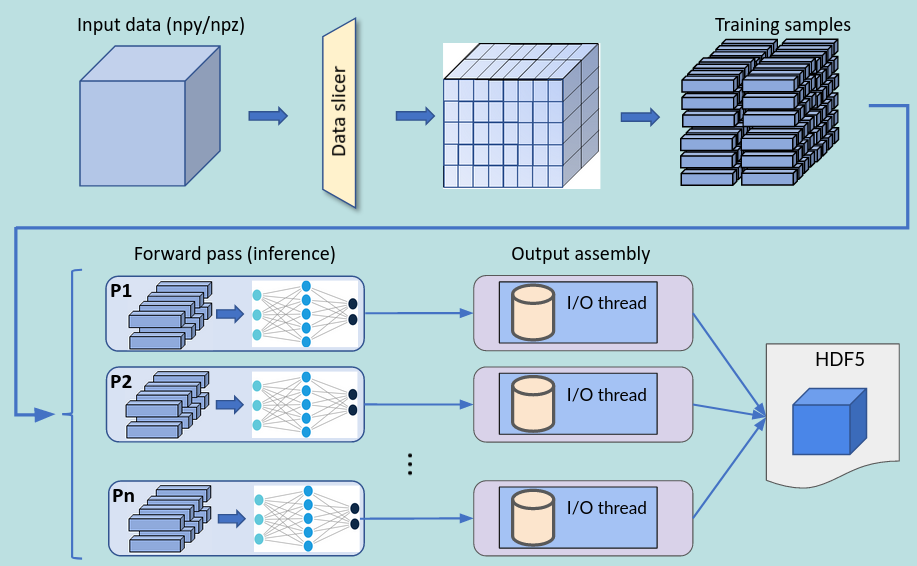 Input data (npy/npz)
Training samples
Data slicer
Forward pass (inference)
Output assembly
P1
I/O thread
HDF5
P2
I/O thread
Pn
I/O thread